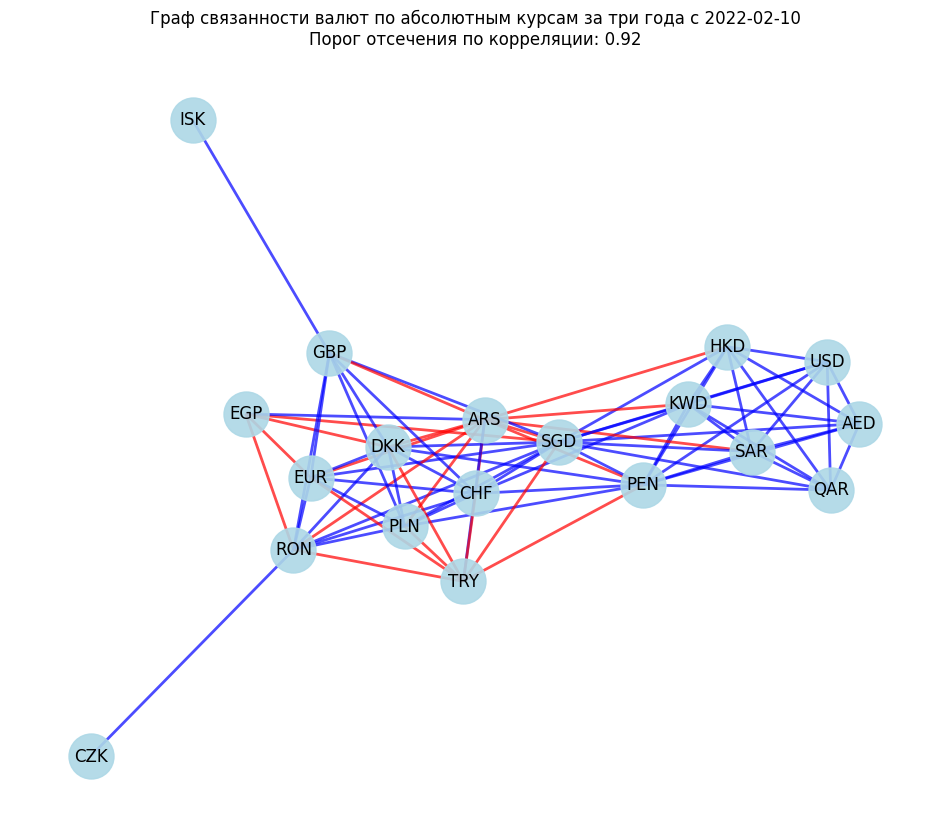 Граф связанности валют по абсолютным курсам за три года с 2022-02-10
Порог отсечения по корреляции: 0.92
ISK
GBP
HKD
USD
KWD
EGP
ARS
AED
DKK
SGD
SAR
EUR
CHF
PEN
QAR
PLN
RON
TRY
CZK